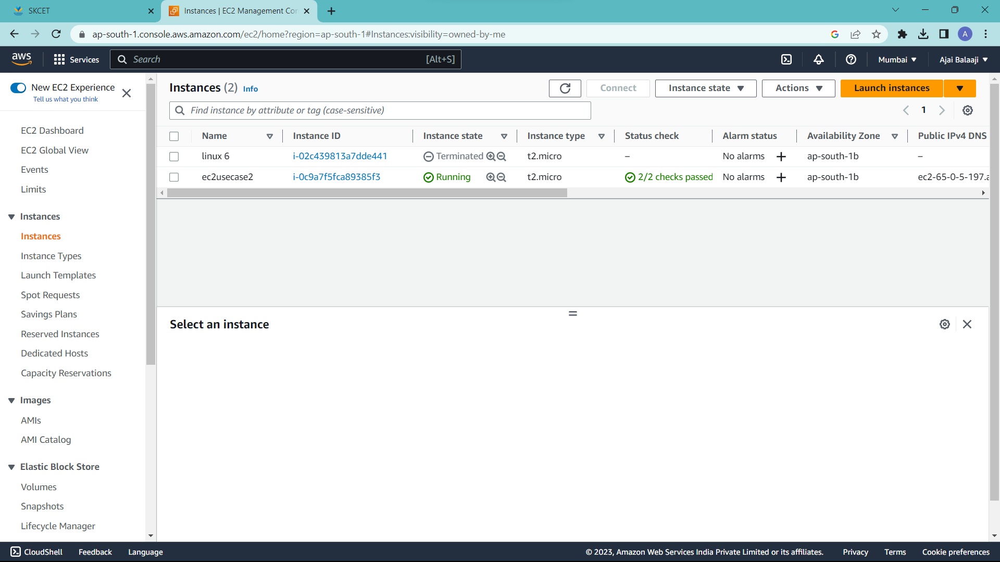 SKCET
Instances | EC2 Management Con
ap-south-1.console.aws.amazon.com/ec2/home?region=ap-south-1#Instances:visibility=owned-by-me
A
aws
Services
Search
[Alt+S]
Mumbai
Ajai Balaaji
New EC2 Experience
Tell us what you think
EC2 Dashboard
EC2 Global View
Events
Limits
Instances
Instances
Instance Types
Launch Templates
Spot Requests
Savings Plans
Reserved Instances
Dedicated Hosts
Capacity Reservations
Images
AMIs
AMI Catalog
Elastic Block Store
Volumes
Snapshots
Lifecycle Manager
Instances (2) Info
Connect
Instance state
Actions
Launch instances
Find instance by attribute or tag (case-sensitive)
1
Name Instance ID Instance state Instance type Status check Alarm status Availability Zone Public IPv4 DNS
linux 6 i-02c439813a7dde441 Terminated t2.micro – No alarms + ap-south-1b –
ec2usecase2 i-0c9a7f5fca89385f3 Running t2.micro 2/2 checks passed No alarms + ap-south-1b ec2-65-0-5-197.a
Select an instance
CloudShell Feedback Language © 2023, Amazon Web Services India Private Limited or its affiliates. Privacy Terms Cookie preferences